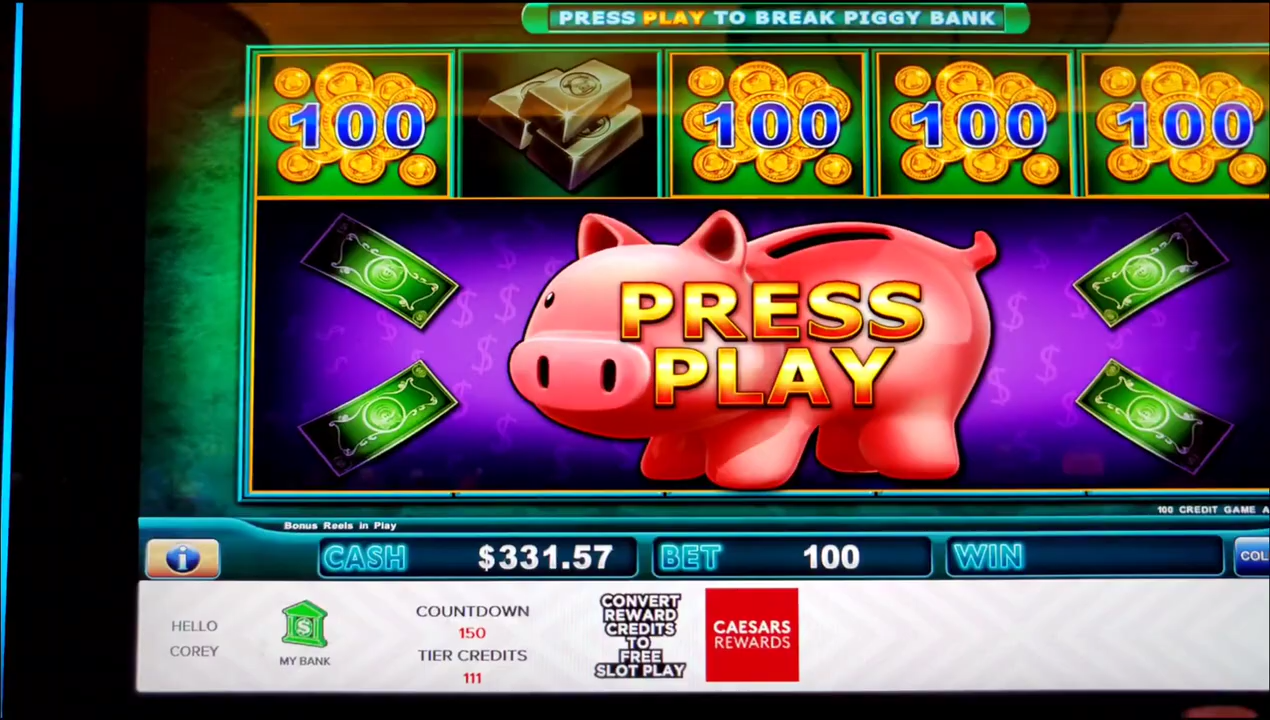 PRESS PLAY TO BREAK PIGGY BANK
100 100 100 100
PRESS
PLAY
100 CREDIT GAME
Bonus Reels in Play
i CASH $331.57 BET 100 WIN
HELLO
COREY
MY BANK
COUNTDOWN
150
TIER CREDITS
111
CONVERT
REWARD
CREDITS
TO
FREE
SLOT PLAY
CAESARS
REWARDS